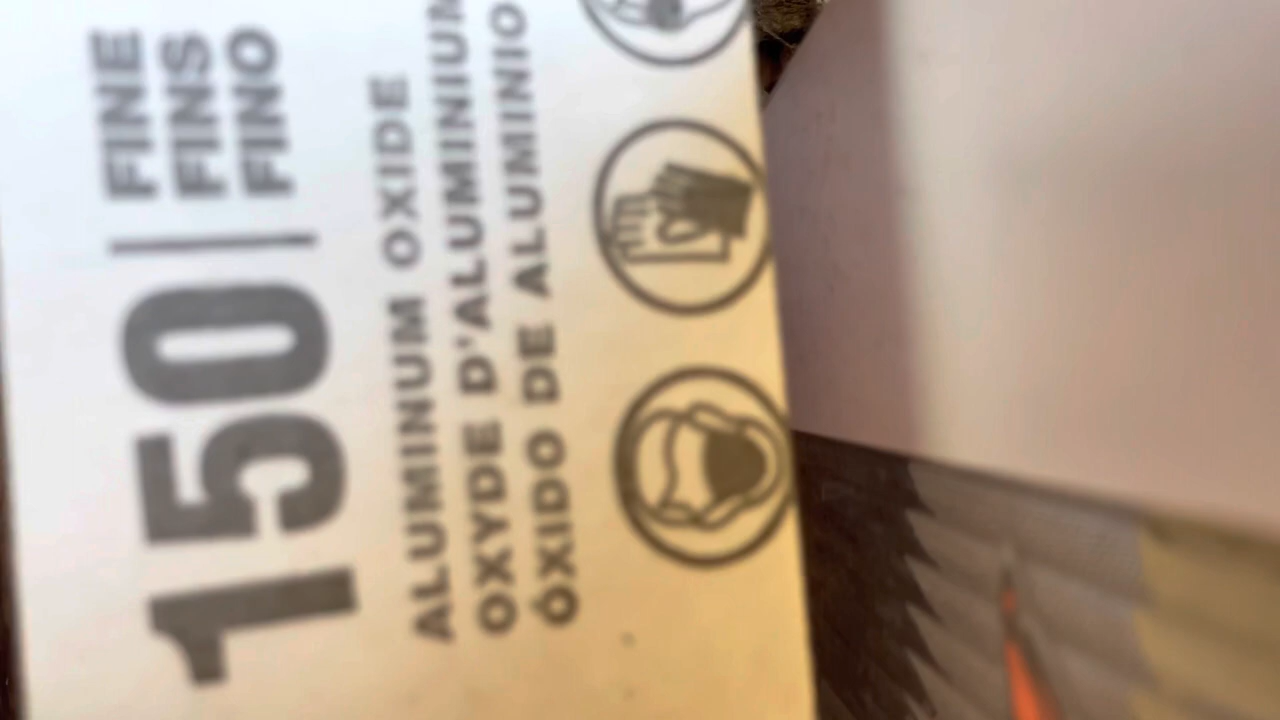 150
FINE
FINS
FINO
ALUMINUM OXIDE
OXYDE D'ALUMINIUM
ÓXIDO DE ALUMINIO